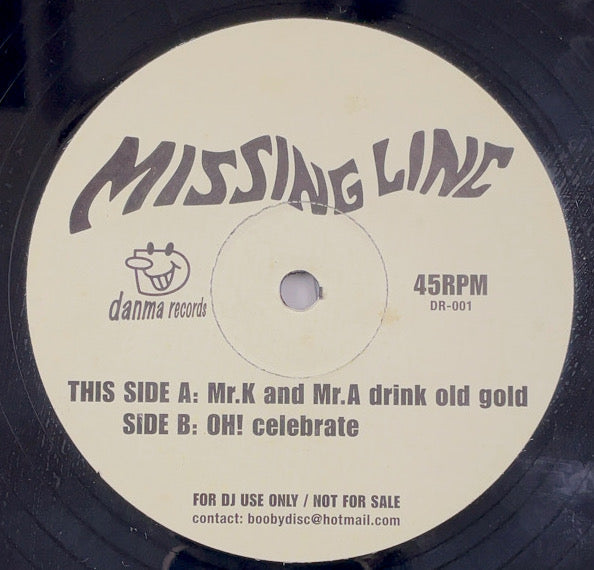 MISSING LINC
danma records
45RPM
DR-001
THIS SIDE A: Mr.K and Mr.A drink old gold
SIDE B: OH! celebrate
FOR DJ USE ONLY / NOT FOR SALE
contact: boobydisc@hotmail.com